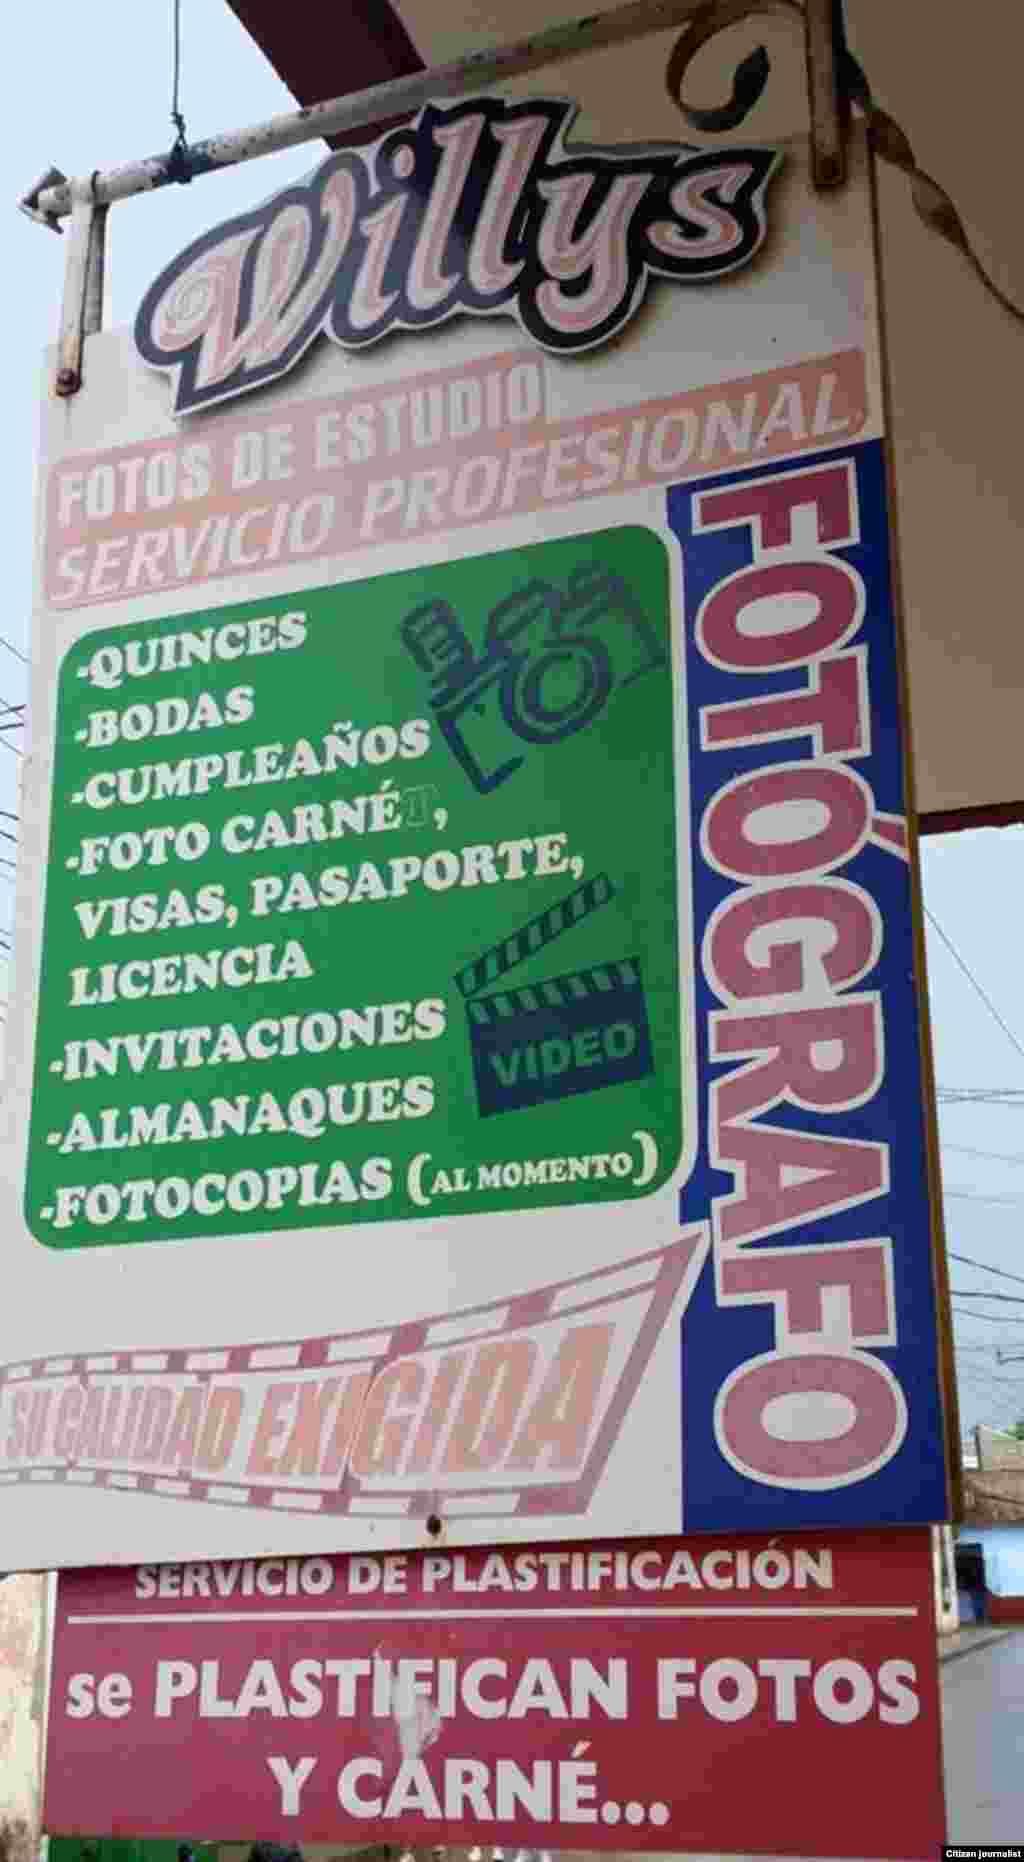 Willys
FOTOS DE ESTUDIO
SERVICIO PROFESIONAL
FOTÓGRAFO
-QUINCES
-BODAS
-CUMPLEAÑOS
-FOTO CARNÉ,
VISAS, PASAPORTE,
LICENCIA
-INVITACIONES
-ALMANAQUES
-FOTOCOPIAS (AL MOMENTO)
VIDEO
SU CALIDAD EXIGIDA
SERVICIO DE PLASTIFICACIÓN
se PLASTIFICAN FOTOS
Y CARNÉ...
Citizen journalist